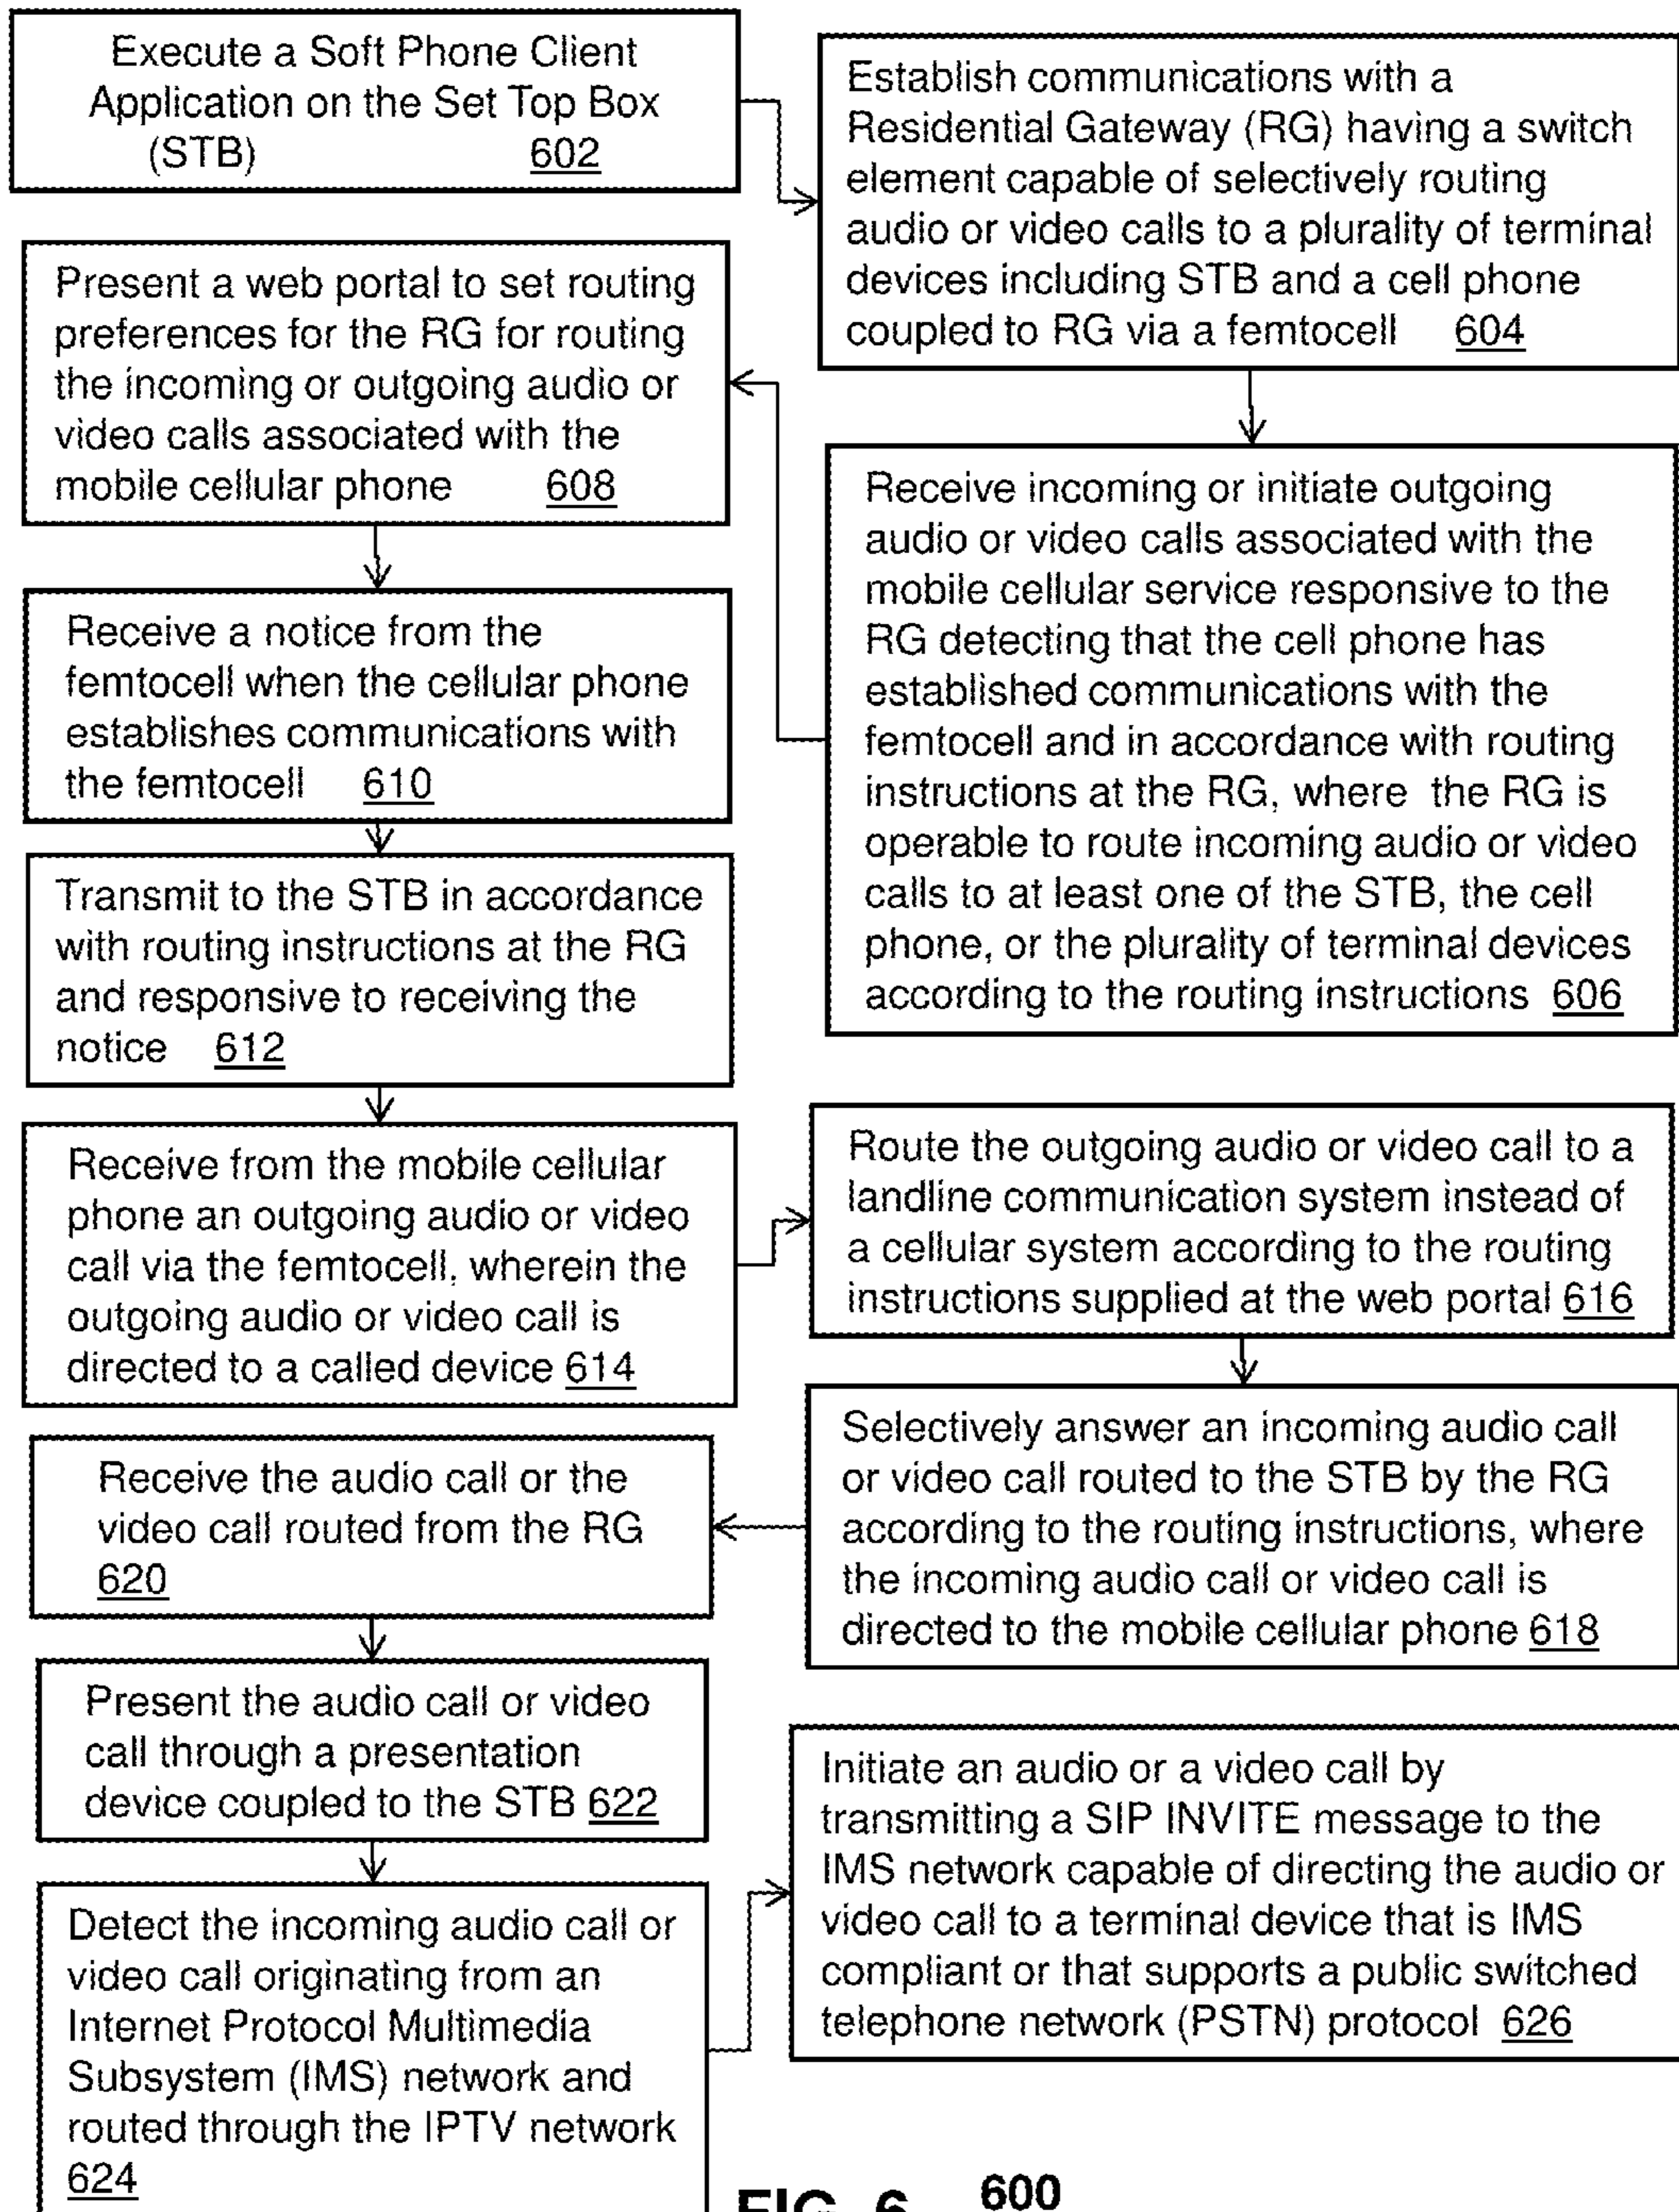 Execute a Soft Phone Client
Application on the Set Top Box
(STB) 602
Establish communications with a
Residential Gateway (RG) having a switch
element capable of selectively routing
audio or video calls to a plurality of terminal
devices including STB and a cell phone
coupled to RG via a femtocell 604
Receive incoming or initiate outgoing
audio or video calls associated with the
mobile cellular service responsive to the
RG detecting that the cell phone has
established communications with the
femtocell and in accordance with routing
instructions at the RG, where the RG is
operable to route incoming audio or video
calls to at least one of the STB, the cell
phone, or the plurality of terminal devices
according to the routing instructions 606
Present a web portal to set routing
preferences for the RG for routing
the incoming or outgoing audio or
video calls associated with the
mobile cellular phone 608
Receive a notice from the
femtocell when the cellular phone
establishes communications with
the femtocell 610
Transmit to the STB in accordance
with routing instructions at the RG
and responsive to receiving the
notice 612
Receive from the mobile cellular
phone an outgoing audio or video
call via the femtocell, wherein the
outgoing audio or video call is
directed to a called device 614
Route the outgoing audio or video call to a
landline communication system instead of
a cellular system according to the routing
instructions supplied at the web portal 616
Selectively answer an incoming audio call
or video call routed to the STB by the RG
according to the routing instructions, where
the incoming audio call or video call is
directed to the mobile cellular phone 618
Receive the audio call or the
video call routed from the RG
620
Present the audio call or video
call through a presentation
device coupled to the STB 622
Detect the incoming audio call or
video call originating from an
Internet Protocol Multimedia
Subsystem (IMS) network and
routed through the IPTV network
624
Initiate an audio or a video call by
transmitting a SIP INVITE message to the
IMS network capable of directing the audio or
video call to a terminal device that is IMS
compliant or that supports a public switched
telephone network (PSTN) protocol 626
FIG. 6 600